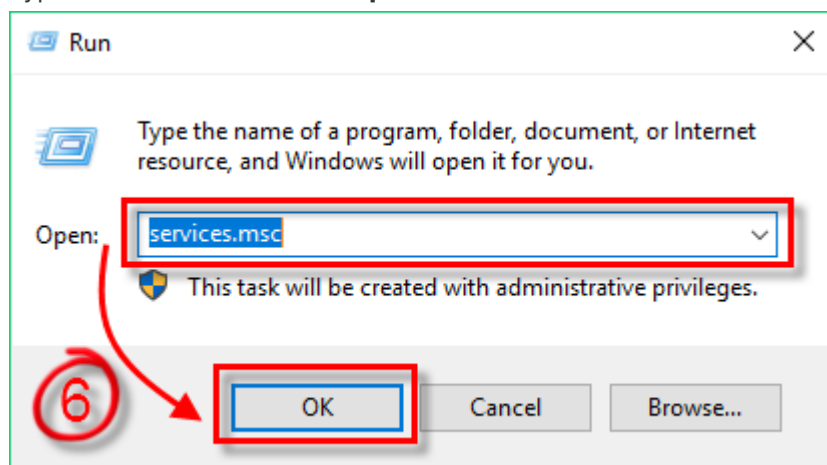 Run
Type the name of a program, folder, document, or Internet
resource, and Windows will open it for you.
Open: services.msc
This task will be created with administrative privileges.
6
OK Cancel Browse...